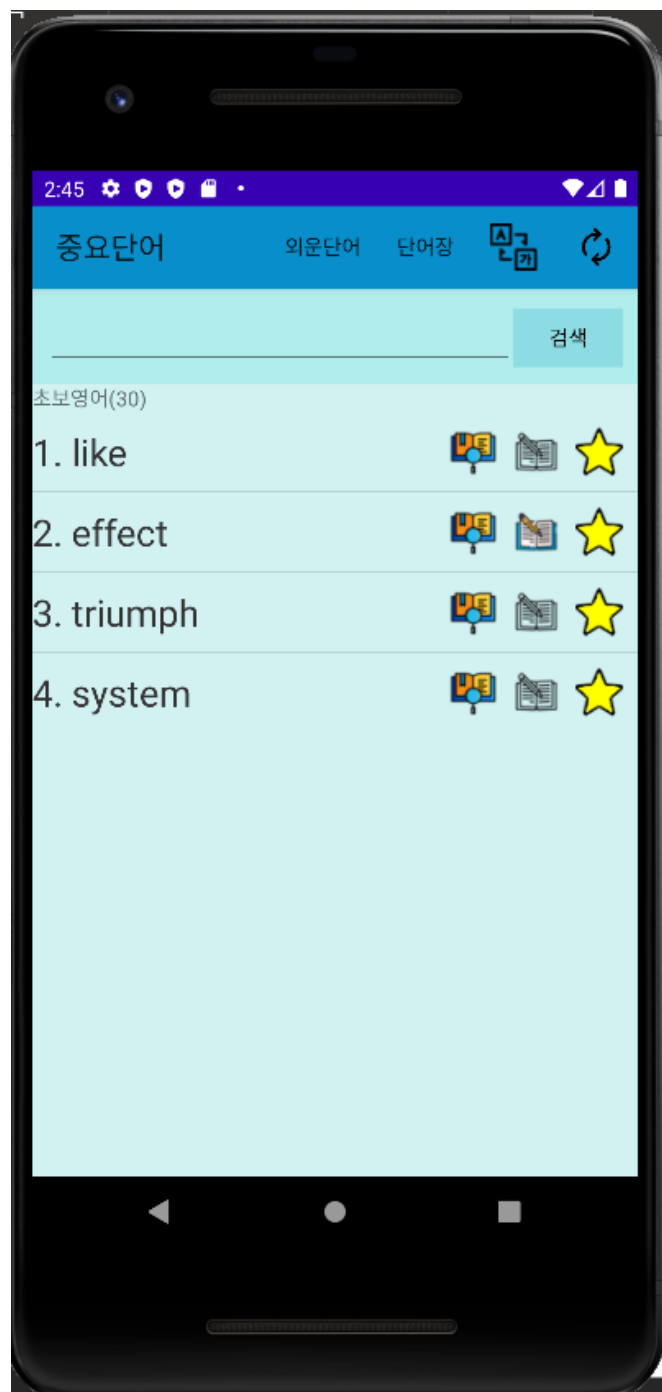 2:45
중요단어 외운단어 단어장 A 가
검색
초보영어(30)
1. like
2. effect
3. triumph
4. system